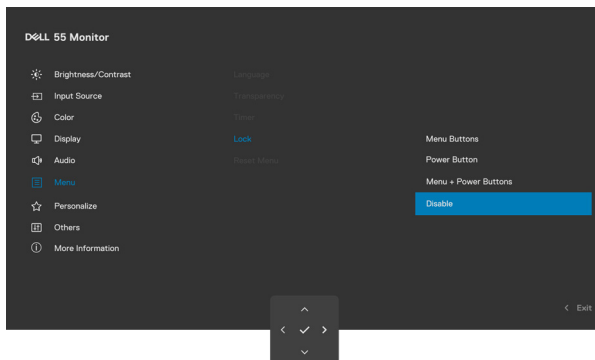 DELL 55 Monitor
Brightness/Contrast
Language
Input Source
Transparency
Color
Timer
Display
Lock
Menu Buttons
Audio
Reset Menu
Power Button
Menu
Menu + Power Buttons
Personalize
Disable
Others
More Information
Exit